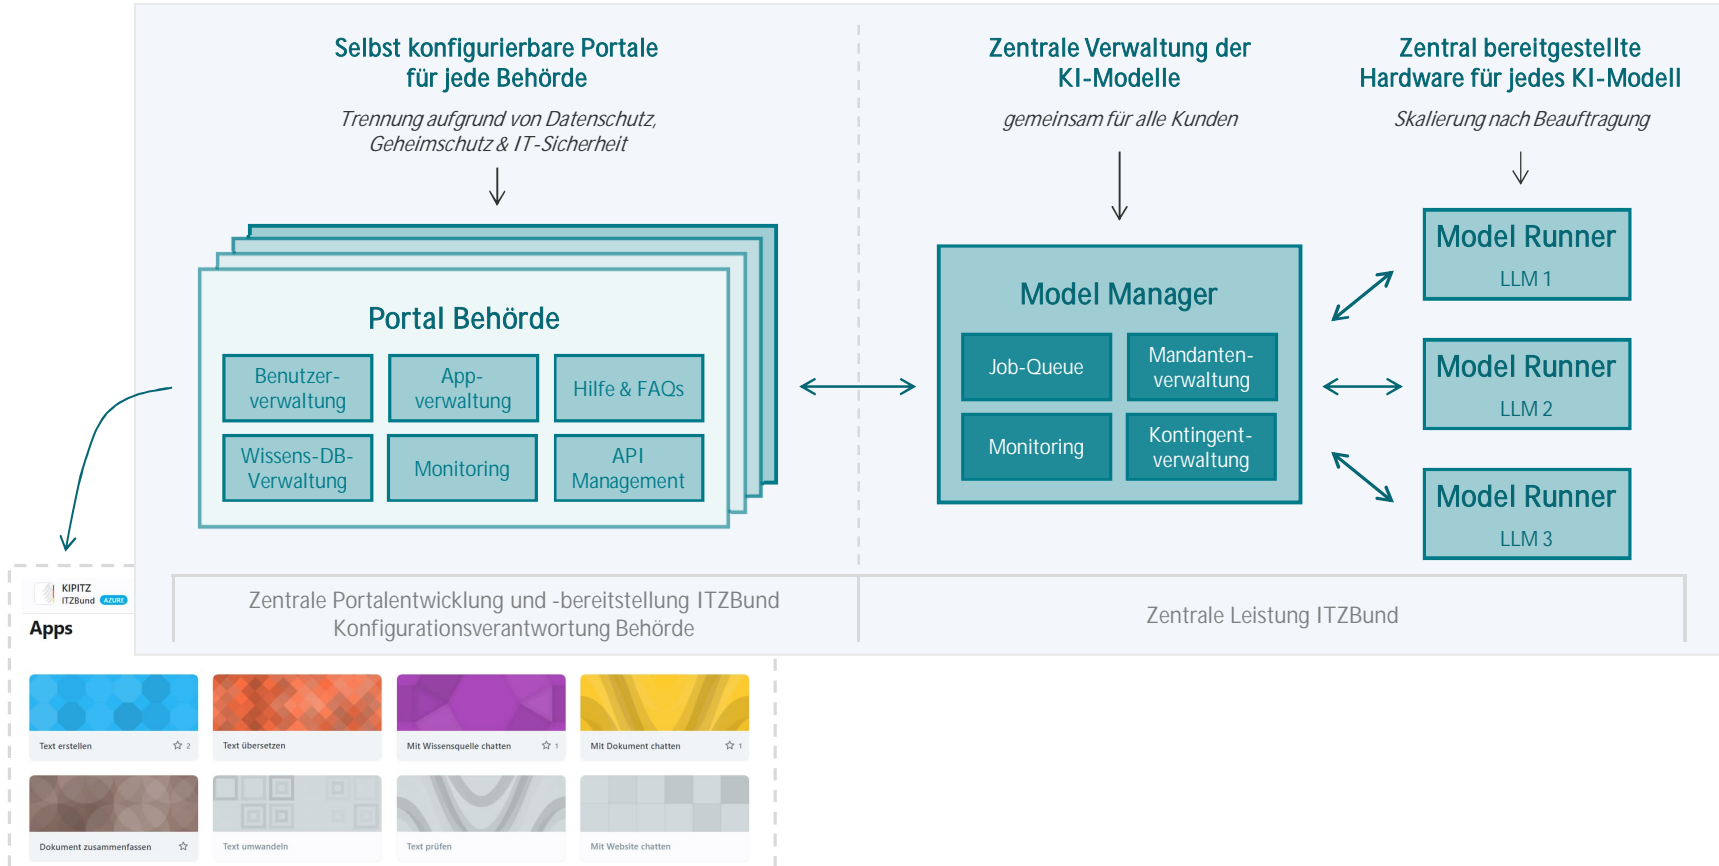 Selbst konfigurierbare Portale
für jede Behörde
Trennung aufgrund von Datenschutz,
Geheimschutz & IT-Sicherheit
Zentrale Verwaltung der
KI-Modelle
gemeinsam für alle Kunden
Zentral bereitgestellte
Hardware für jedes KI-Modell
Skalierung nach Beauftragung
Portal Behörde
Benutzer-
verwaltung
App-
verwaltung
Hilfe & FAQs
Wissens-DB-
Verwaltung
Monitoring
API
Management
Model Manager
Job-Queue
Mandanten-
verwaltung
Monitoring
Kontingent-
verwaltung
Model Runner
LLM 1
Model Runner
LLM 2
Model Runner
LLM 3
Zentrale Portalentwicklung und -bereitstellung ITZBund
Konfigurationsverantwortung Behörde
Zentrale Leistung ITZBund
KIPITZ
ITZBund AZURE
Apps
Text erstellen 2
Text übersetzen
Mit Wissensquelle chatten 1
Mit Dokument chatten 1
Dokument zusammenfassen
Text umwandeln
Text prüfen
Mit Website chatten